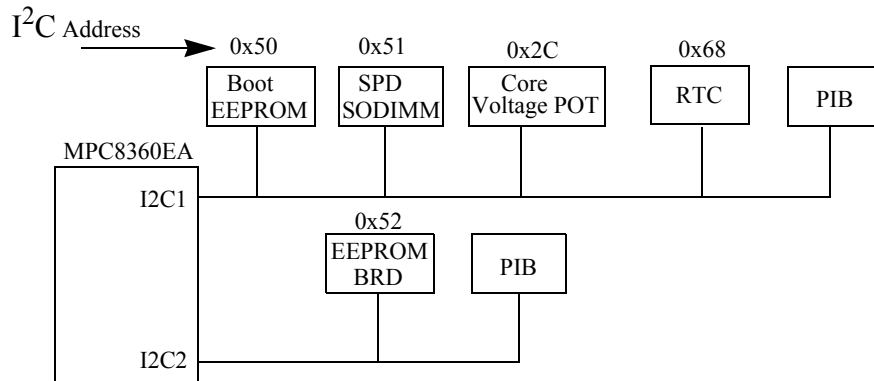 I²C Address
0x50 0x51 0x2C 0x68
Boot EEPROM
SPD SODIMM
Core Voltage POT
RTC
PIB
MPC8360EA
I2C1
0x52
EEPROM BRD
PIB
I2C2